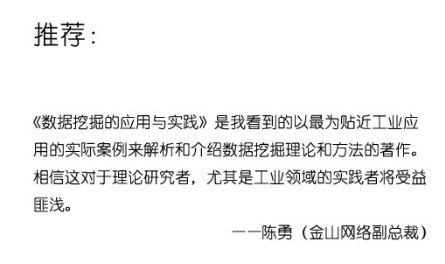 推荐：
《数据挖掘的应用与实践》是我看到的以最为贴近工业应
用的实际案例来解析和介绍数据挖掘理论和方法的著作。
相信这对于理论研究者，尤其是工业领域的实践者将受益
匪浅。
——陈勇（金山网络副总裁）